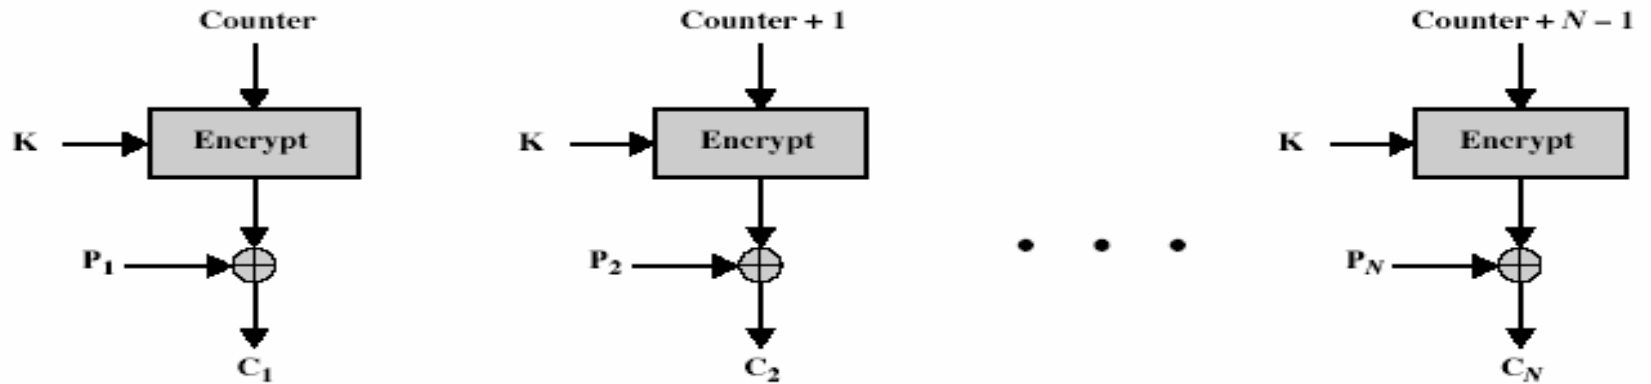 Counter Counter + 1 Counter + N – 1
K Encrypt K Encrypt K Encrypt
P1 P2 PN
C1 C2 CN